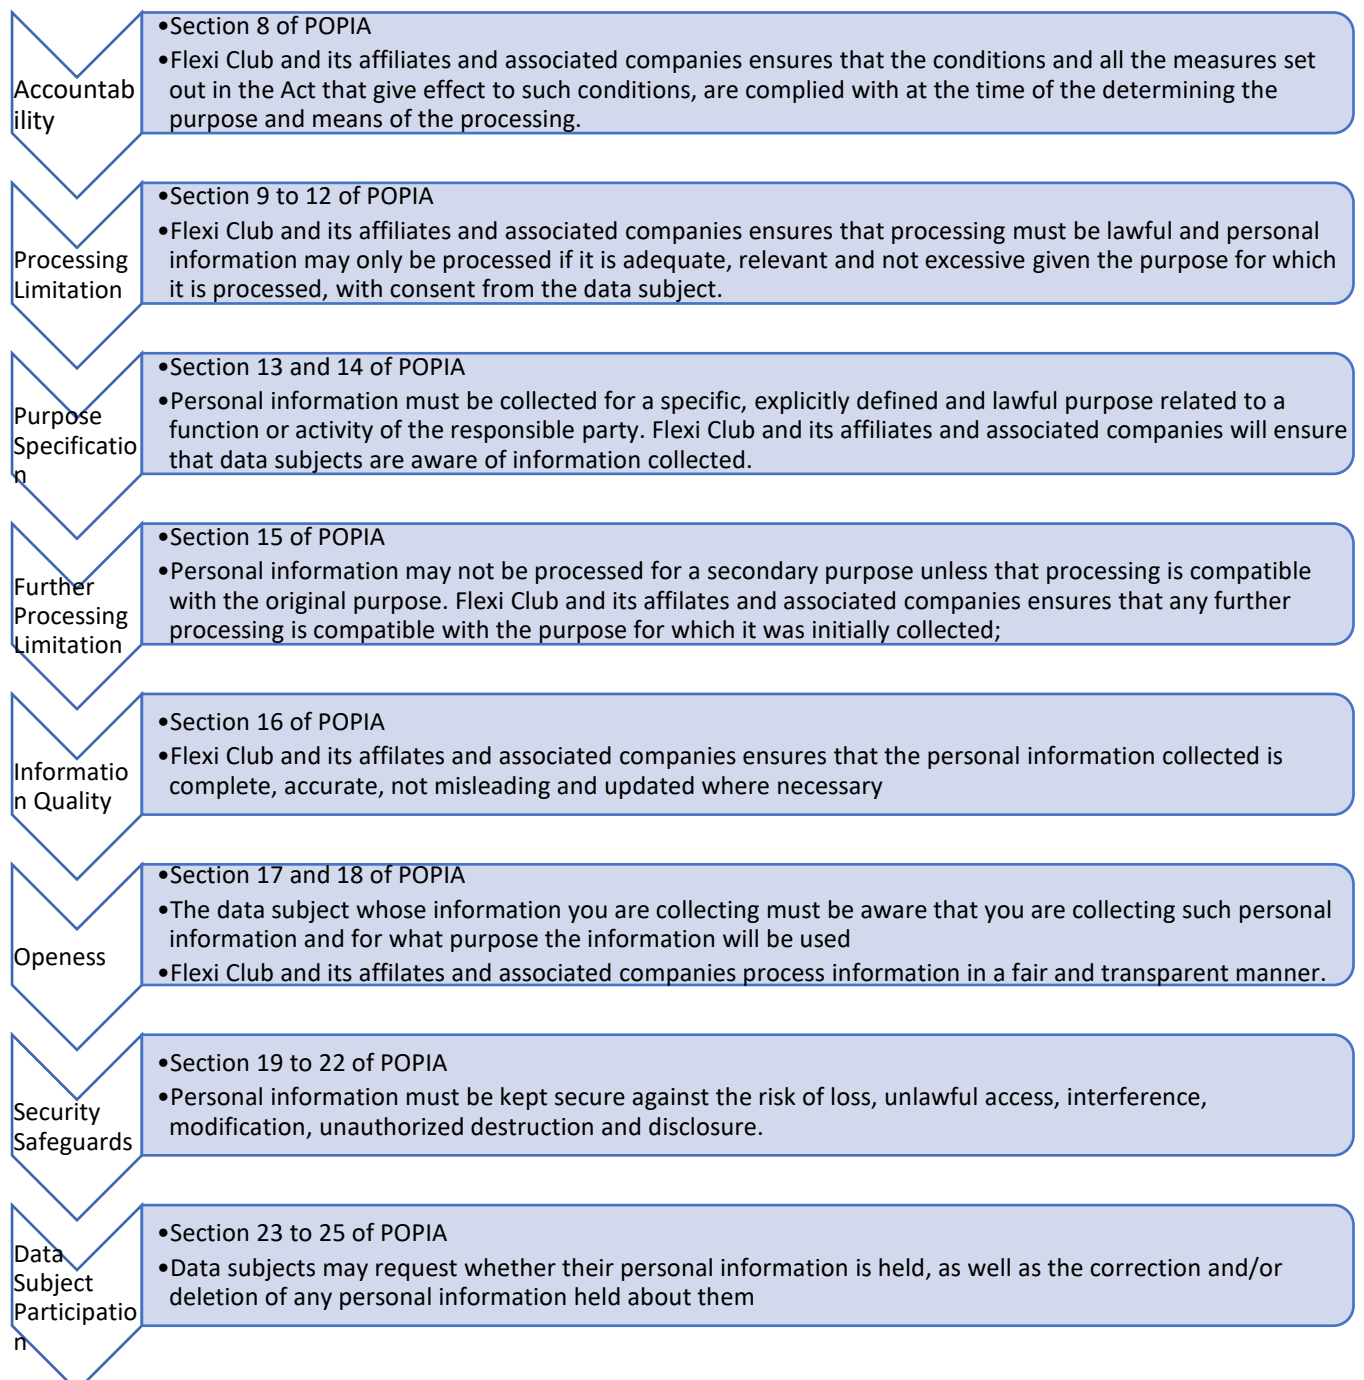 Accountab
ility
•Section 8 of POPIA
•Flexi Club and its affiliates and associated companies ensures that the conditions and all the measures set
out in the Act that give effect to such conditions, are complied with at the time of the determining the
purpose and means of the processing.
Processing
Limitation
•Section 9 to 12 of POPIA
•Flexi Club and its affiliates and associated companies ensures that processing must be lawful and personal
information may only be processed if it is adequate, relevant and not excessive given the purpose for which
it is processed, with consent from the data subject.
Purpose
Specificatio
n
•Section 13 and 14 of POPIA
•Personal information must be collected for a specific, explicitly defined and lawful purpose related to a
function or activity of the responsible party. Flexi Club and its affiliates and associated companies will ensure
that data subjects are aware of information collected.
Further
Processing
Limitation
•Section 15 of POPIA
•Personal information may not be processed for a secondary purpose unless that processing is compatible
with the original purpose. Flexi Club and its affilates and associated companies ensures that any further
processing is compatible with the purpose for which it was initially collected;
Informatio
n Quality
•Section 16 of POPIA
•Flexi Club and its affilates and associated companies ensures that the personal information collected is
complete, accurate, not misleading and updated where necessary
Openess
•Section 17 and 18 of POPIA
•The data subject whose information you are collecting must be aware that you are collecting such personal
information and for what purpose the information will be used
•Flexi Club and its affilates and associated companies process information in a fair and transparent manner.
Security
Safeguards
•Section 19 to 22 of POPIA
•Personal information must be kept secure against the risk of loss, unlawful access, interference,
modification, unauthorized destruction and disclosure.
Data
Subject
Participatio
n
•Section 23 to 25 of POPIA
•Data subjects may request whether their personal information is held, as well as the correction and/or
deletion of any personal information held about them